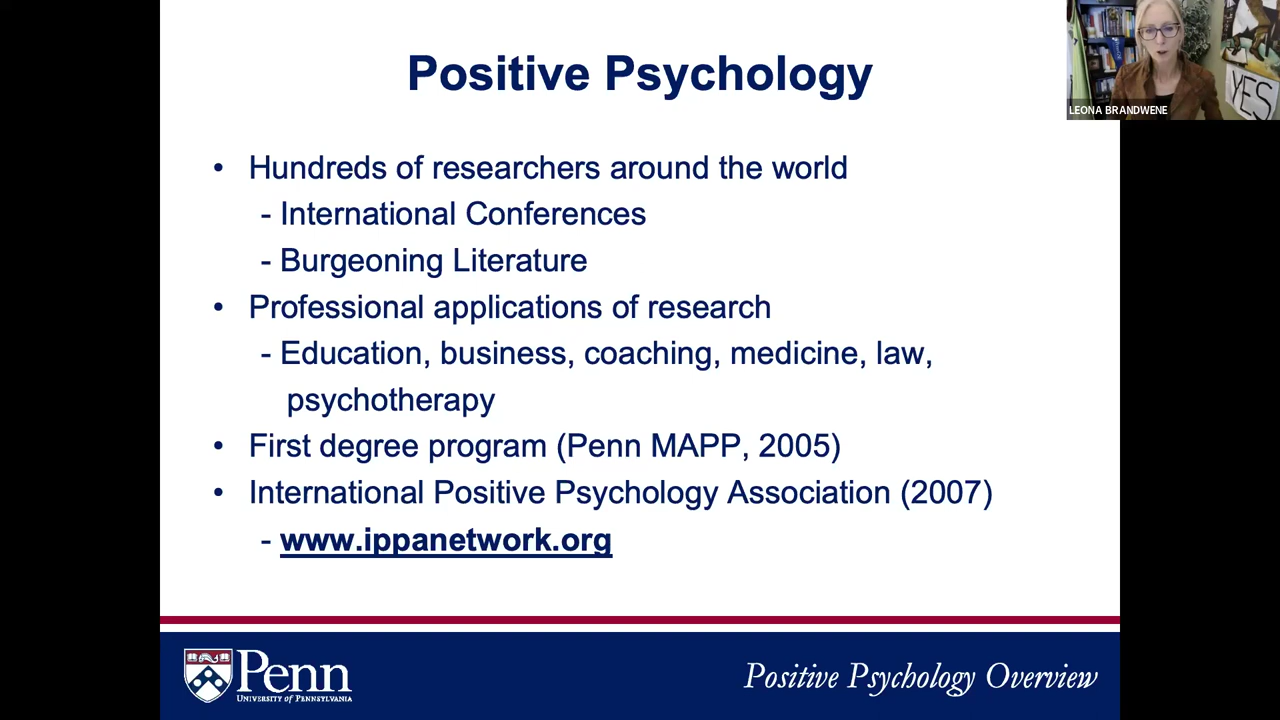 Positive Psychology
LEONA BRANDWENE
YES
• Hundreds of researchers around the world
- International Conferences
- Burgeoning Literature
• Professional applications of research
- Education, business, coaching, medicine, law,
psychotherapy
• First degree program (Penn MAPP, 2005)
• International Positive Psychology Association (2007)
- www.ippanetwork.org
Penn
UNIVERSITY of PENNSYLVANIA
Positive Psychology Overview